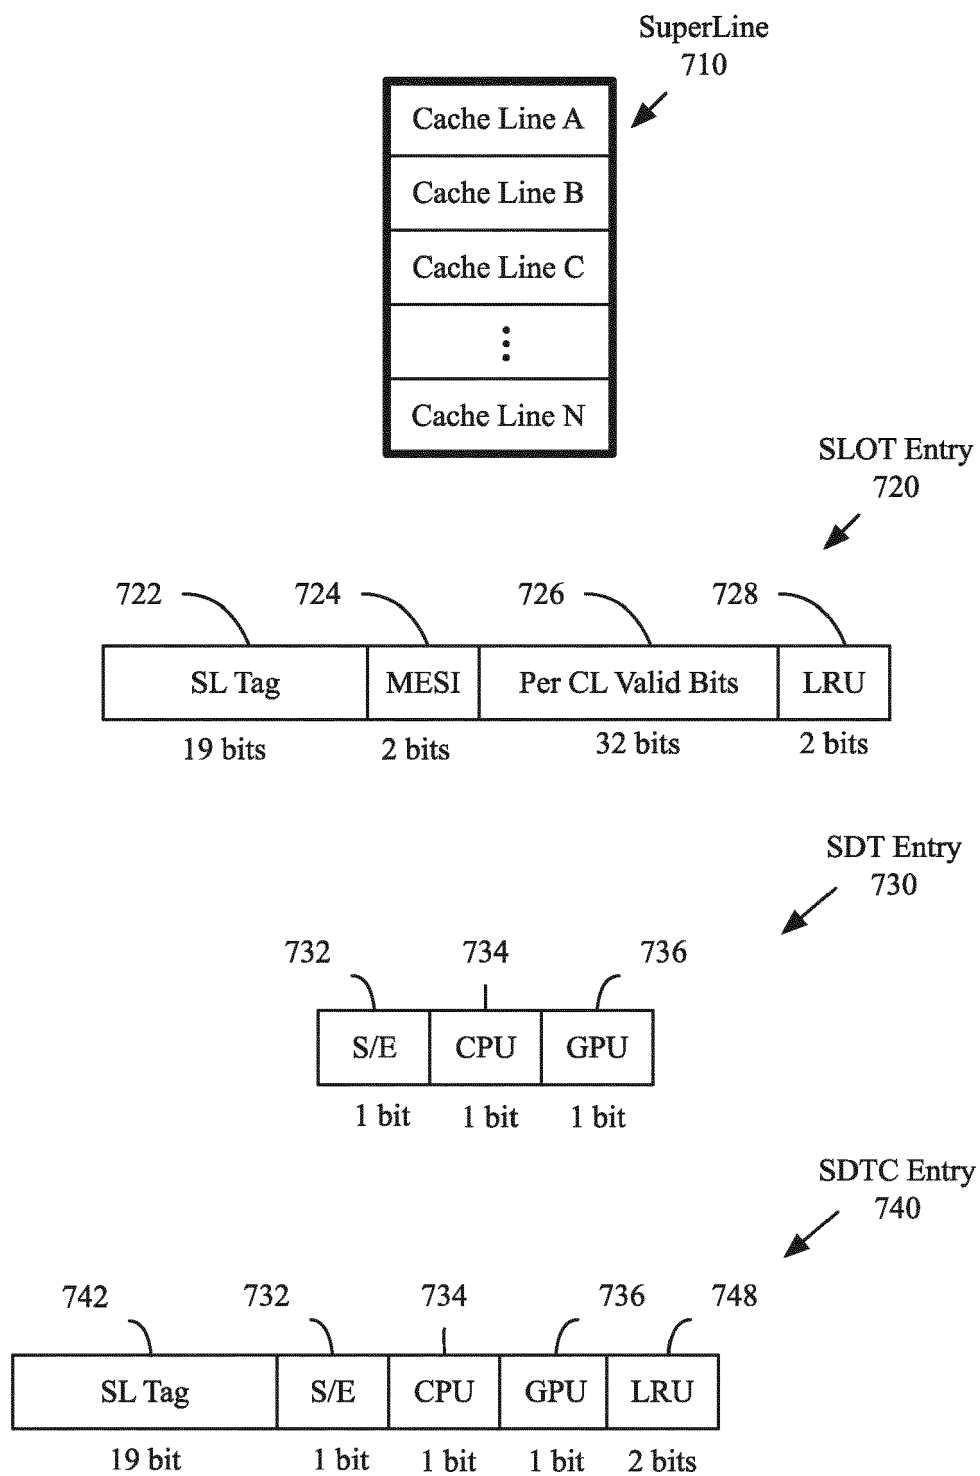 SuperLine
710
Cache Line A
Cache Line B
Cache Line C
⋮
Cache Line N
SLOT Entry
720
722 724 726 728
SL Tag MESI Per CL Valid Bits LRU
19 bits 2 bits 32 bits 2 bits
SDT Entry
730
732 734 736
S/E CPU GPU
1 bit 1 bit 1 bit
SDTC Entry
740
742 732 734 736 748
SL Tag S/E CPU GPU LRU
19 bit 1 bit 1 bit 1 bit 2 bits